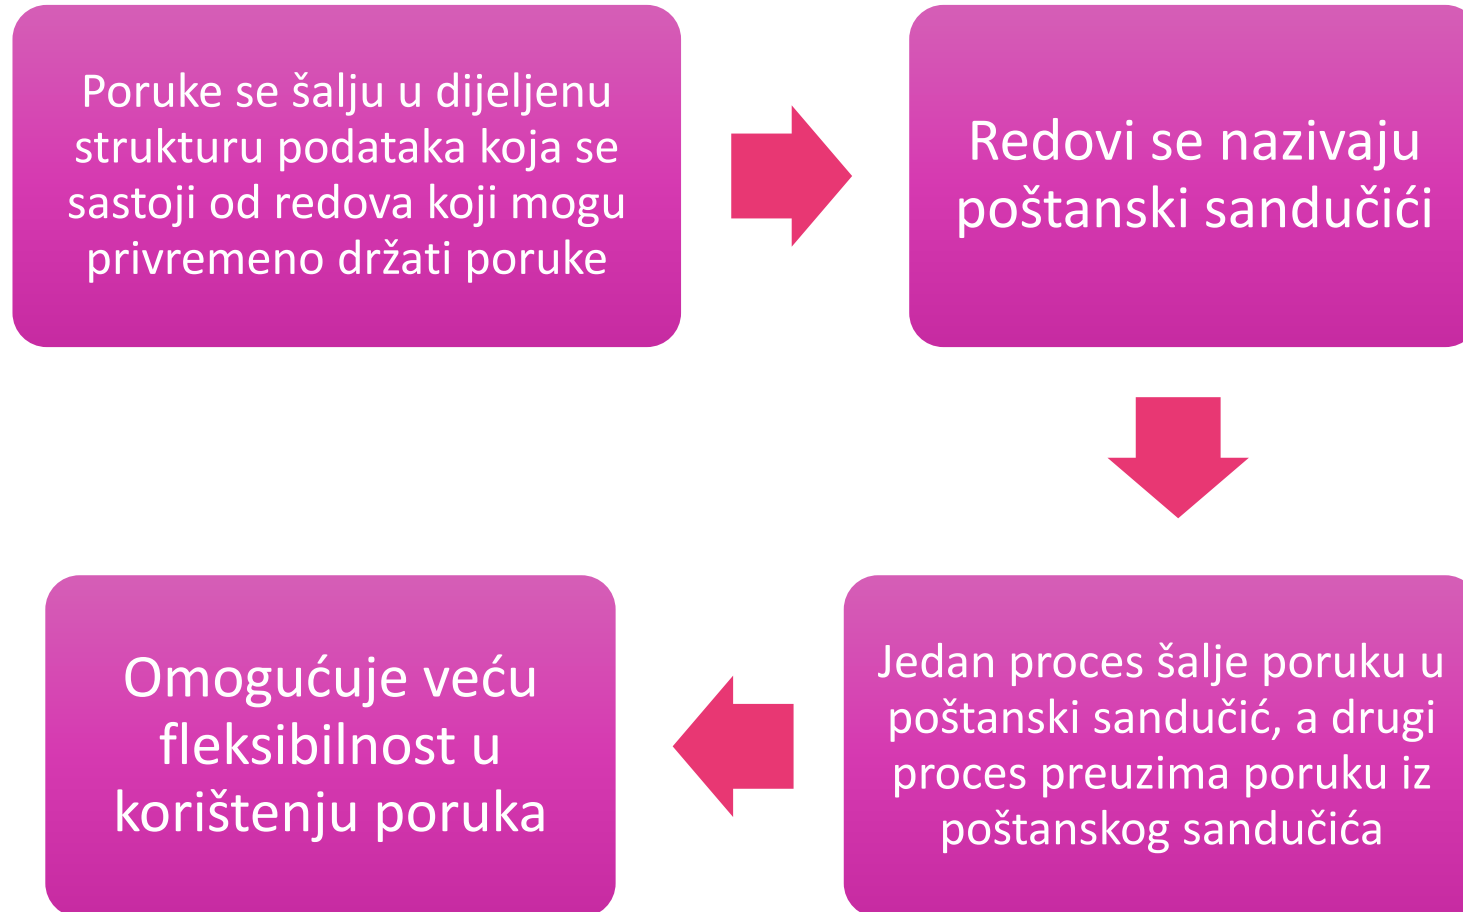 Poruke se šalju u dijeljenu
strukturu podataka koja se
sastoji od redova koji mogu
privremeno držati poruke
Redovi se nazivaju
poštanski sandučići
Jedan proces šalje poruku u
poštanski sandučić, a drugi
proces preuzima poruku iz
poštanskog sandučića
Omogućuje veću
fleksibilnost u
korištenju poruka